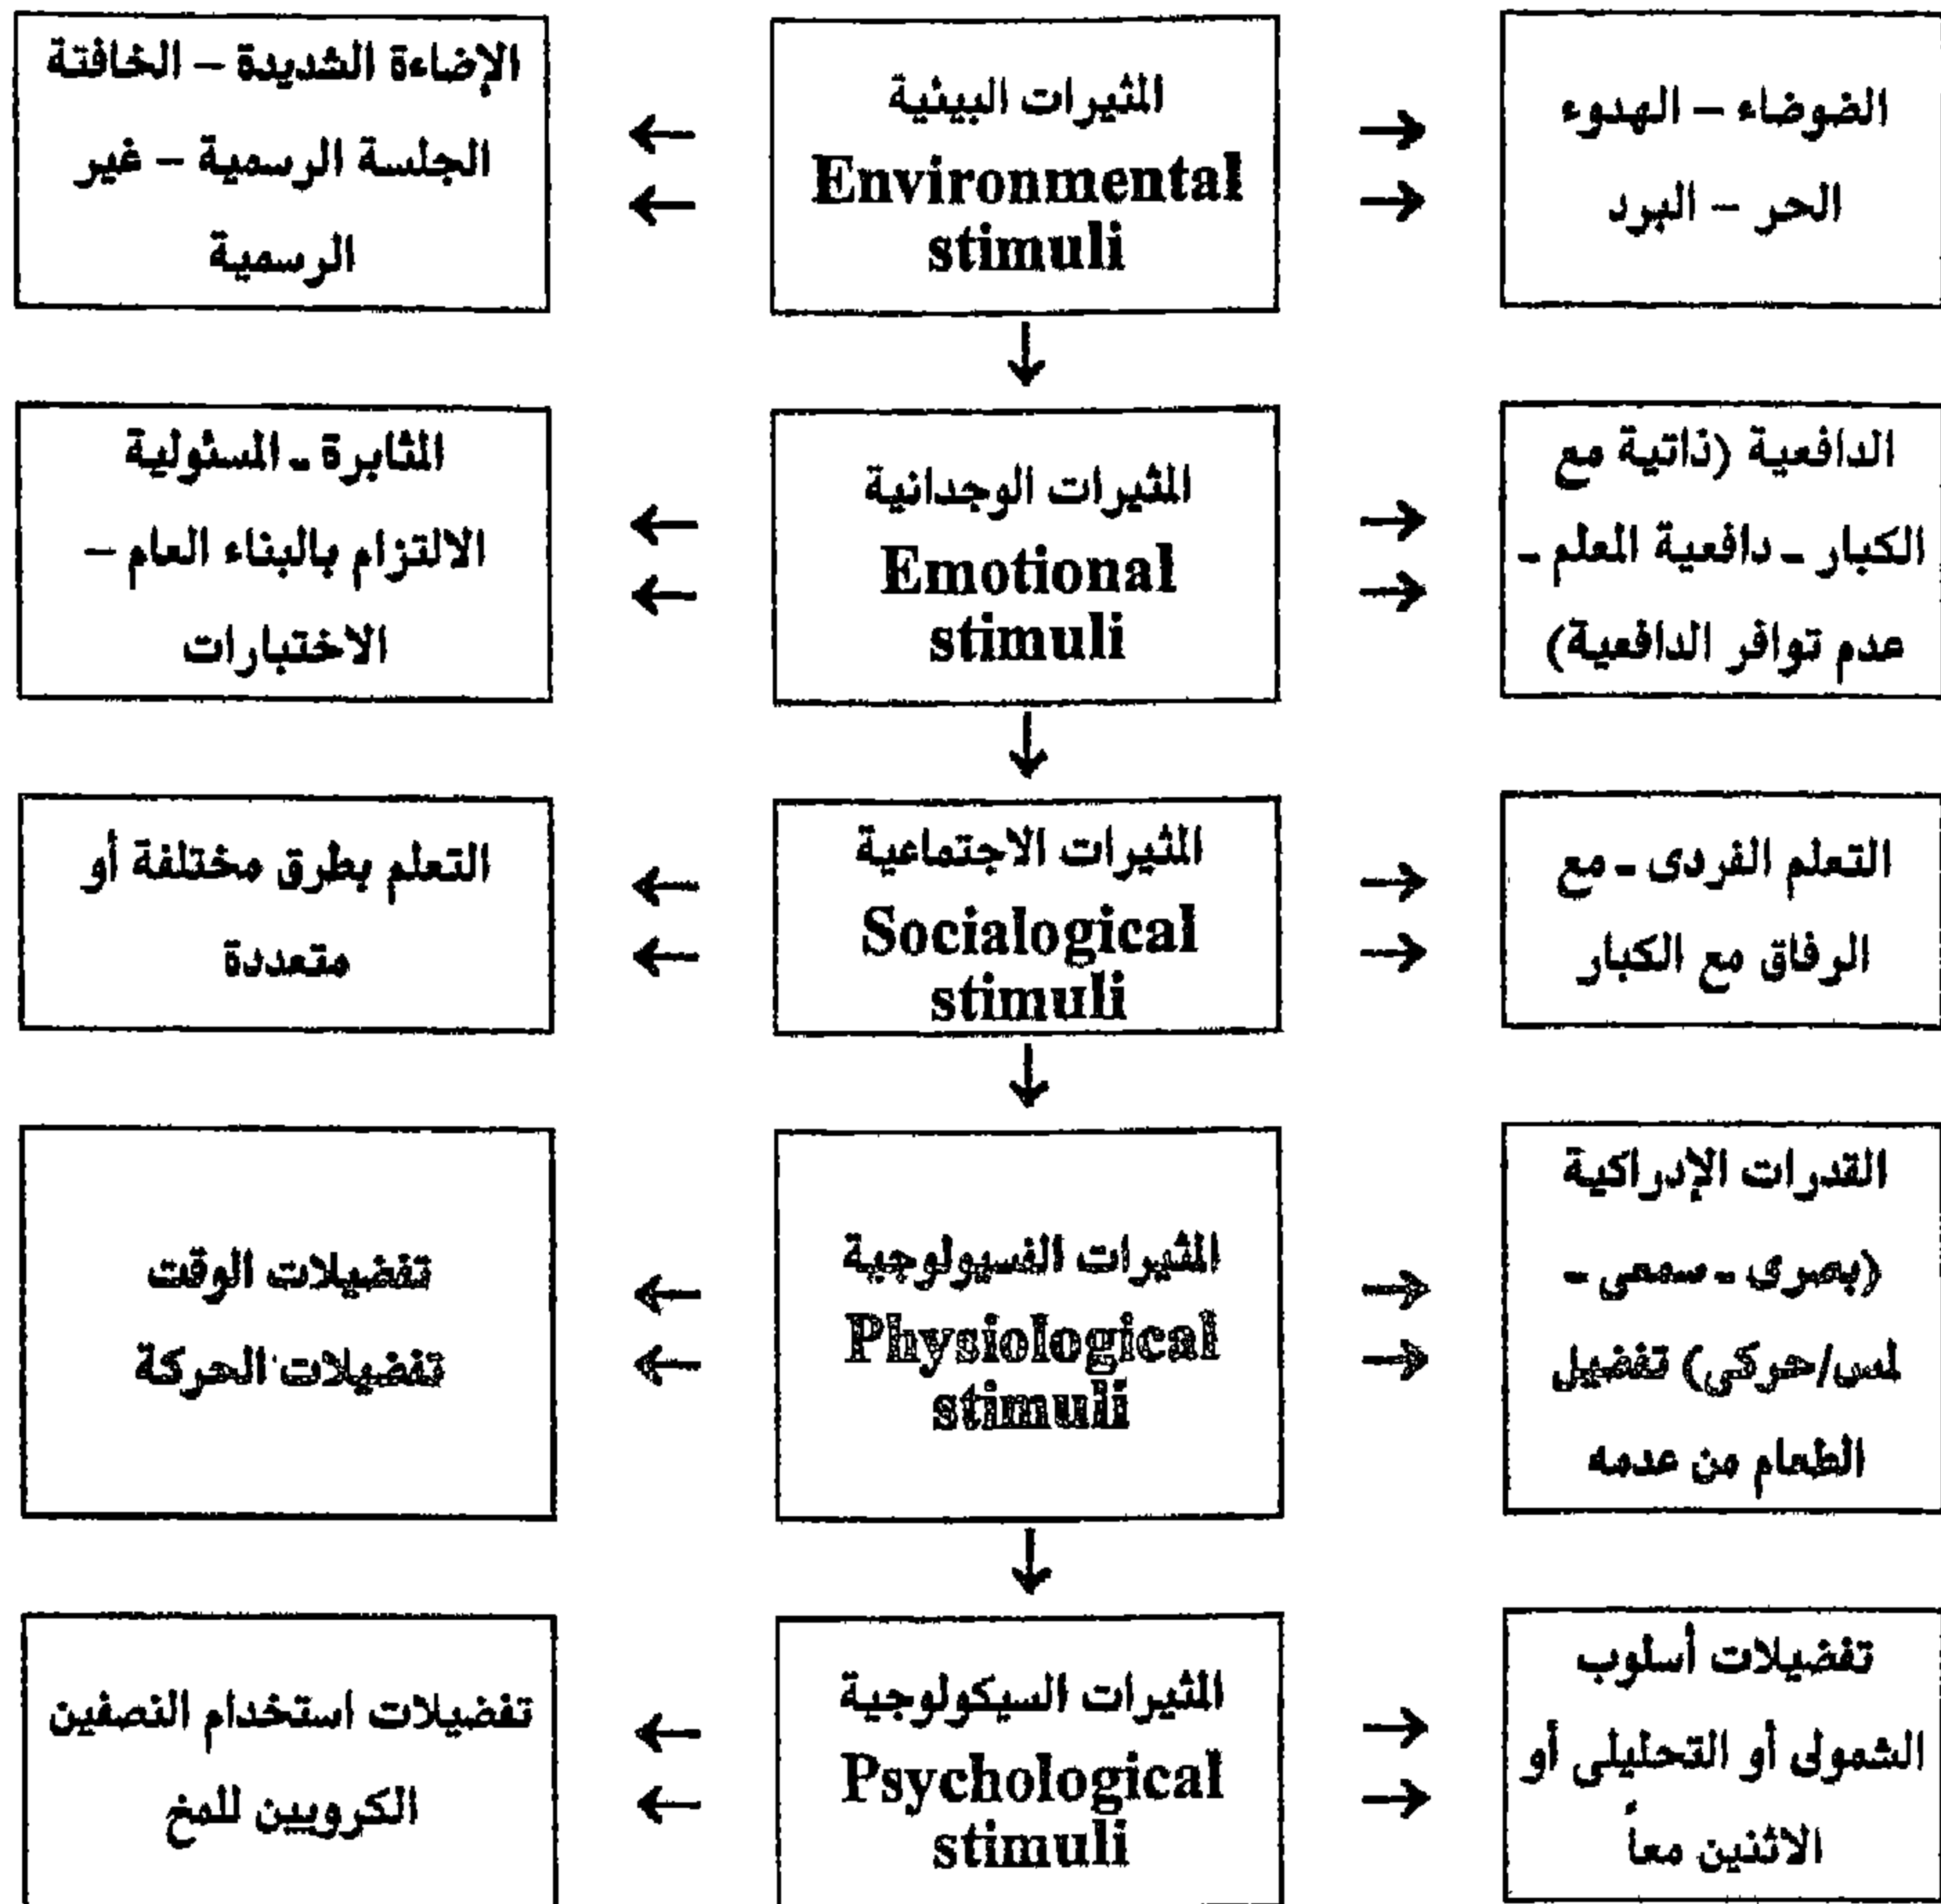 الضوضاء – الهدوء
الحر – البرد
المثيرات البيئية
Environmental
stimuli
الإضاءة الشديدة – الخافتة
الجلسة الرسمية – غير
الرسمية
الدافعية (ذاتية مع
الكبار - دافعية المعلم -
عدم توافر الدافعية)
المثيرات الوجدانية
Emotional
stimuli
المثابرة - المسئولية
الالتزام بالبناء العام –
الاختبارات
التعلم الفردى - مع
الرفاق مع الكبار
المثيرات الاجتماعية
Socialogical
stimuli
التعلم بطرق مختلفة أو
متعددة
القدرات الإدراكية
(بصرى - سمعى -
لمس/حركى) تفضيل
الطعام من عدمه
المثيرات الفسيولوجية
Physiological
stimuli
تفضيلات الوقت
تفضيلات الحركة
تفضيلات أسلوب
الشمولى أو التحليلى أو
الاثنين معاً
المثيرات السيكولوجية
Psychological
stimuli
تفضيلات استخدام النصفين
الكرويين للمخ